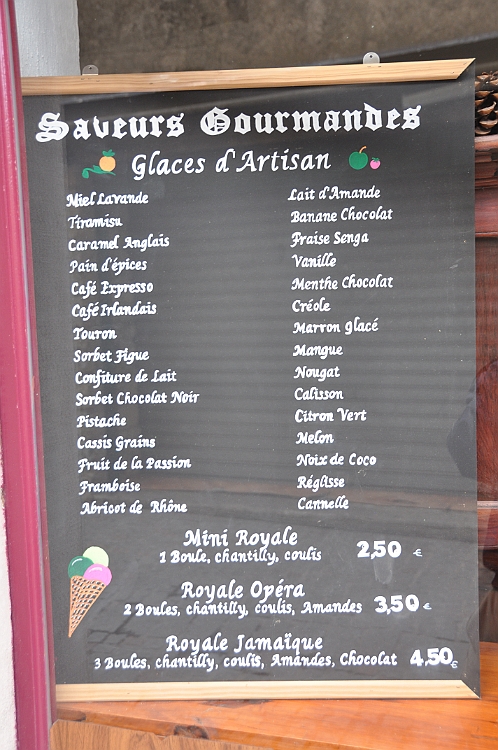 Saveurs Gourmandes
Glaces d'Artisan
Miel Lavande
Tiramisu
Caramel Anglais
Pain d'épices
Café Expresso
Café Irlandais
Touron
Sorbet Figue
Confiture de Lait
Sorbet Chocolat Noir
Pistache
Cassis Grains
Fruit de la Passion
Framboise
Abricot de Rhône
Lait d'Amande
Banane Chocolat
Fraise Senga
Vanille
Menthe Chocolat
Créole
Marron glacé
Mangue
Nougat
Calisson
Citron Vert
Melon
Noix de Coco
Réglisse
Cannelle
Mini Royale
1 Boule, chantilly, coulis 2,50 €
Royale Opéra
2 Boules, chantilly, coulis, Amandes 3,50 €
Royale Jamaïque
3 Boules, chantilly, coulis, Amandes, Chocolat 4,50 €